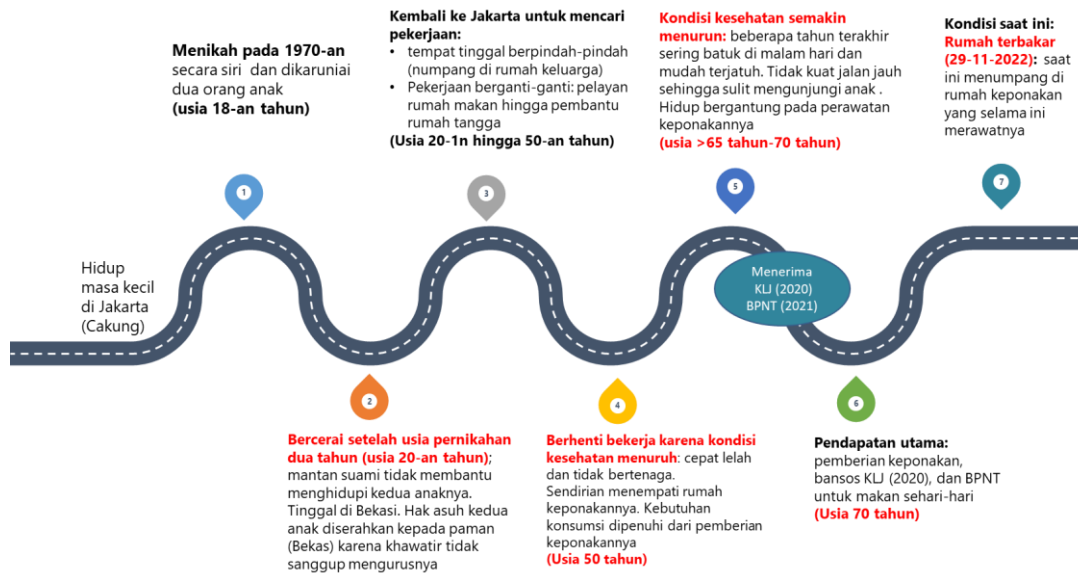 Hidup
masa kecil
di Jakarta
(Cakung)
Menikah pada 1970-an
secara siri dan dikaruniai
dua orang anak
(usia 18-an tahun)
1
2
Bercerai setelah usia pernikahan
dua tahun (usia 20-an tahun);
mantan suami tidak membantu
menghidupi kedua anaknya.
Tinggal di Bekasi. Hak asuh kedua
anak diserahkan kepada paman
(Bekas) karena khawatir tidak
sanggup mengurusnya
Kembali ke Jakarta untuk mencari
pekerjaan:
• tempat tinggal berpindah-pindah
(numpang di rumah keluarga)
• Pekerjaan berganti-ganti: pelayan
rumah makan hingga pembantu
rumah tangga
(Usia 20-1n hingga 50-an tahun)
3
4
Berhenti bekerja karena kondisi
kesehatan menuruh: cepat lelah
dan tidak bertenaga.
Sendirian menempati rumah
keponakannya. Kebutuhan
konsumsi dipenuhi dari pemberian
keponakannya
(Usia 50 tahun)
Kondisi kesehatan semakin
menurun: beberapa tahun terakhir
sering batuk di malam hari dan
mudah terjatuh. Tidak kuat jalan jauh
sehingga sulit mengunjungi anak .
Hidup bergantung pada perawatan
keponakannya
(usia >65 tahun-70 tahun)
5
Menerima
KLJ (2020)
BPNT (2021)
6
Pendapatan utama:
pemberian keponakan,
bansos KLJ (2020), dan BPNT
untuk makan sehari-hari
(Usia 70 tahun)
Kondisi saat ini:
Rumah terbakar
(29-11-2022): saat
ini menumpang di
rumah keponakan
yang selama ini
merawatnya
7